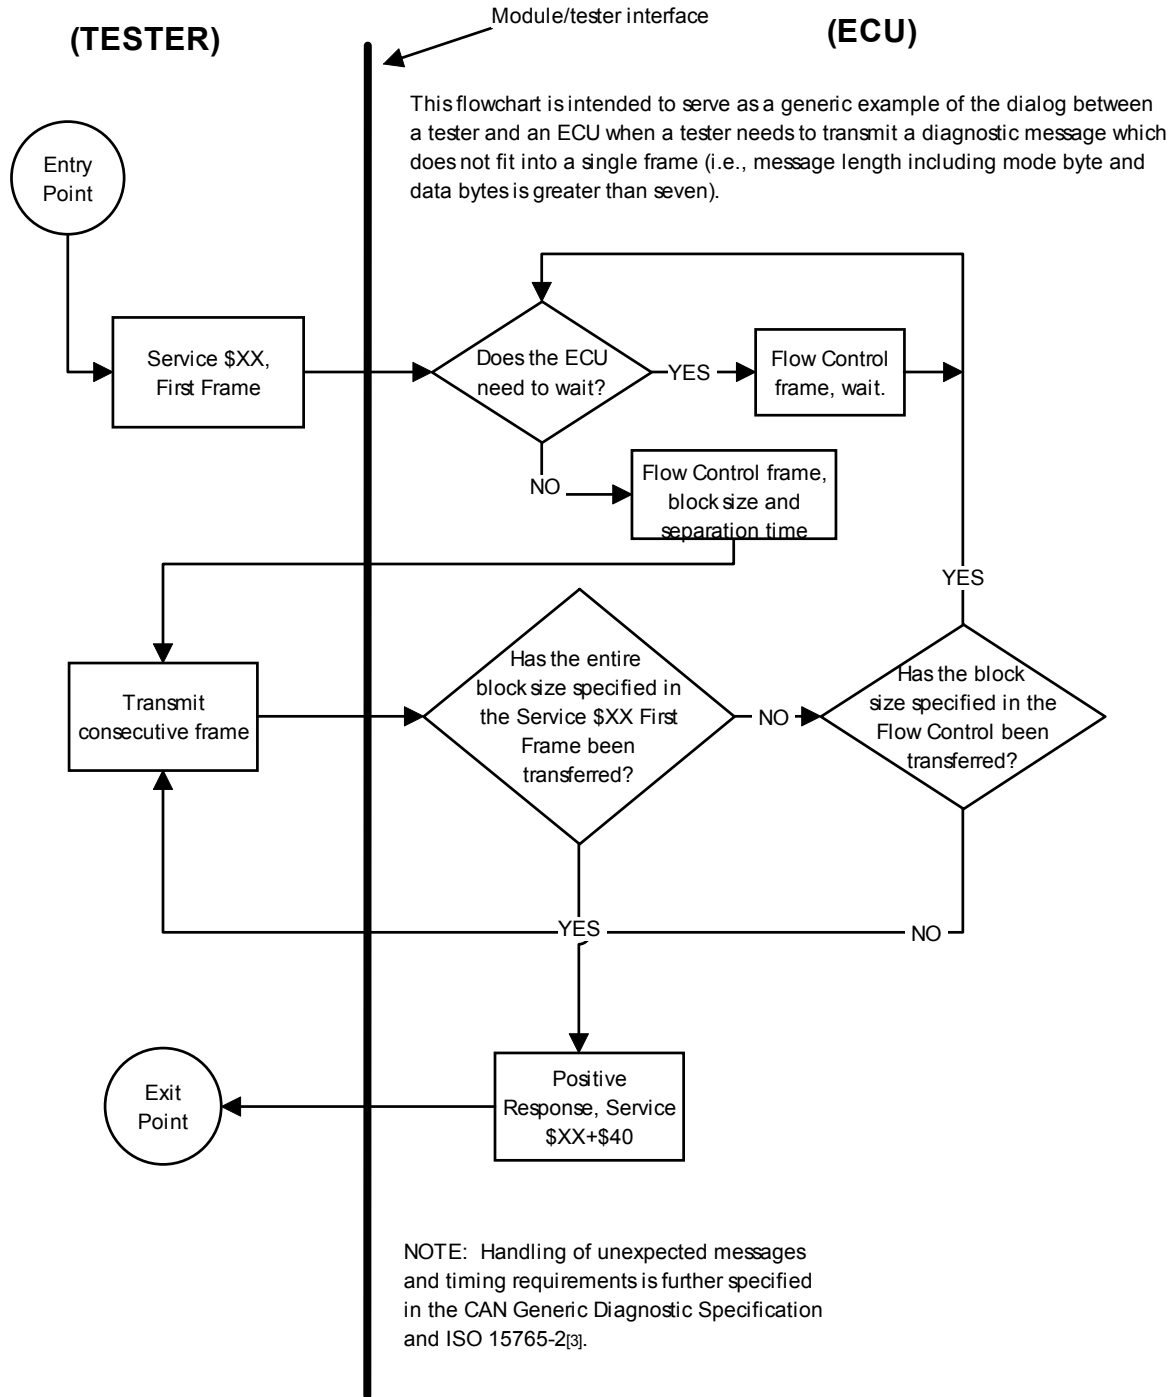 Module/tester interface
(TESTER)
(ECU)
This flowchart is intended to serve as a generic example of the dialog between
a tester and an ECU when a tester needs to transmit a diagnostic message which
does not fit into a single frame (i.e., message length including mode byte and
data bytes is greater than seven).
Entry
Point
Service $XX,
First Frame
Does the ECU
need to wait?
YES
Flow Control
frame, wait.
NO
Flow Control frame,
block size and
separation time
YES
Transmit
consecutive frame
Has the entire
block size specified in
the Service $XX First
Frame been
transferred?
NO
Has the block
size specified in the
Flow Control been
transferred?
YES
NO
Exit
Point
Positive
Response, Service
$XX+$40
NOTE: Handling of unexpected messages
and timing requirements is further specified
in the CAN Generic Diagnostic Specification
and ISO 15765-2[3].